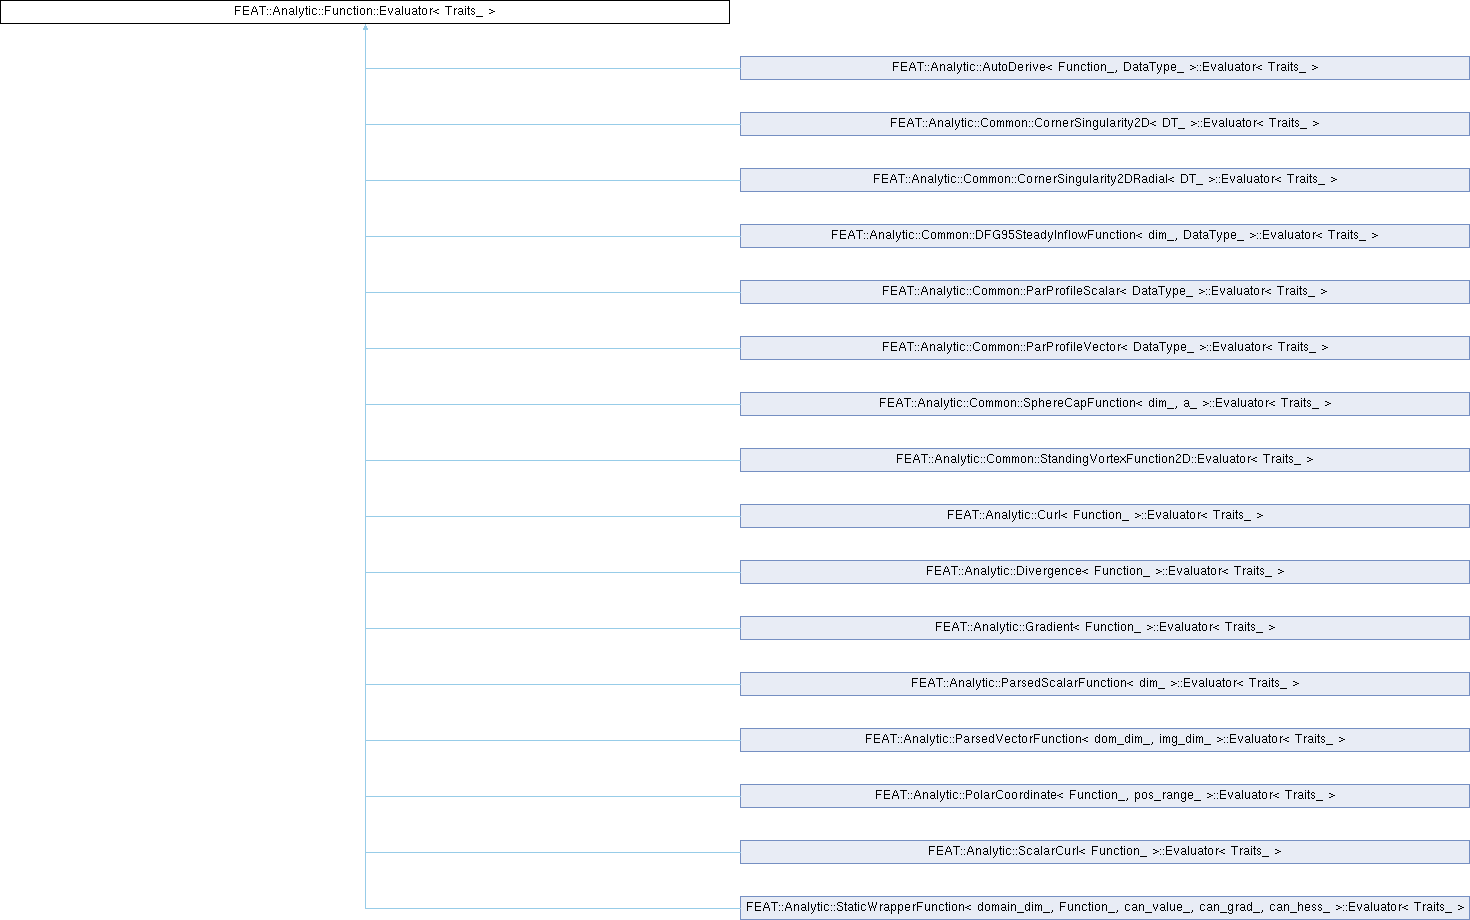 FEAT::Analytic::Function::Evaluator< Traits_ >
FEAT::Analytic::AutoDerive< Function_, DataType_ >::Evaluator< Traits_ >
FEAT::Analytic::Common::CornerSingularity2D< DT_ >::Evaluator< Traits_ >
FEAT::Analytic::Common::CornerSingularity2DRadial< DT_ >::Evaluator< Traits_ >
FEAT::Analytic::Common::DFG95SteadyInflowFunction< dim_, DataType_ >::Evaluator< Traits_ >
FEAT::Analytic::Common::ParProfileScalar< DataType_ >::Evaluator< Traits_ >
FEAT::Analytic::Common::ParProfileVector< DataType_ >::Evaluator< Traits_ >
FEAT::Analytic::Common::SphereCapFunction< dim_, a_ >::Evaluator< Traits_ >
FEAT::Analytic::Common::StandingVortexFunction2D::Evaluator< Traits_ >
FEAT::Analytic::Curl< Function_ >::Evaluator< Traits_ >
FEAT::Analytic::Divergence< Function_ >::Evaluator< Traits_ >
FEAT::Analytic::Gradient< Function_ >::Evaluator< Traits_ >
FEAT::Analytic::ParsedScalarFunction< dim_ >::Evaluator< Traits_ >
FEAT::Analytic::ParsedVectorFunction< dom_dim_, img_dim_ >::Evaluator< Traits_ >
FEAT::Analytic::PolarCoordinate< Function_, pos_range_ >::Evaluator< Traits_ >
FEAT::Analytic::ScalarCurl< Function_ >::Evaluator< Traits_ >
FEAT::Analytic::StaticWrapperFunction< domain_dim_, Function_, can_value_, can_grad_, can_hess_ >::Evaluator< Traits_ >